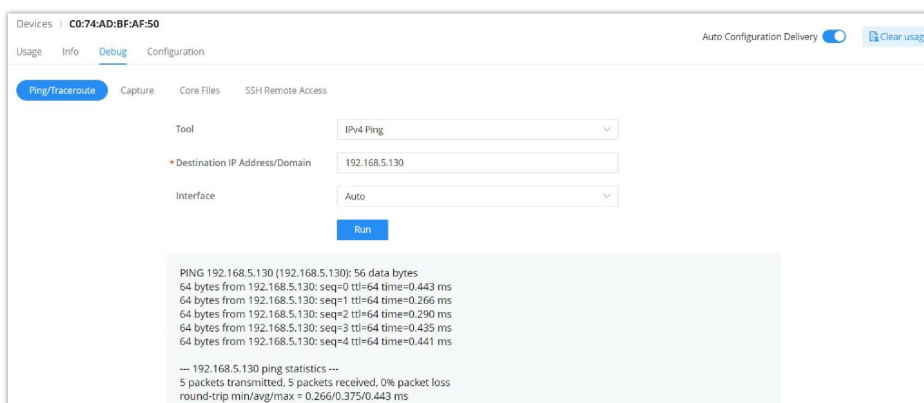 Devices > C0:74:AD:BF:AF:50
Auto Configuration Delivery
Clear usag
Usage Info Debug Configuration
Ping/Traceroute Capture Core Files SSH Remote Access
Tool IPv4 Ping
* Destination IP Address/Domain 192.168.5.130
Interface Auto
Run
PING 192.168.5.130 (192.168.5.130): 56 data bytes
64 bytes from 192.168.5.130: seq=0 ttl=64 time=0.443 ms
64 bytes from 192.168.5.130: seq=1 ttl=64 time=0.266 ms
64 bytes from 192.168.5.130: seq=2 ttl=64 time=0.290 ms
64 bytes from 192.168.5.130: seq=3 ttl=64 time=0.435 ms
64 bytes from 192.168.5.130: seq=4 ttl=64 time=0.441 ms
--- 192.168.5.130 ping statistics ---
5 packets transmitted, 5 packets received, 0% packet loss
round-trip min/avg/max = 0.266/0.375/0.443 ms